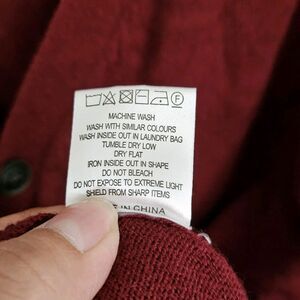 F
MACHINE WASH
WASH WITH SIMILAR COLOURS
WASH INSIDE OUT IN LAUNDRY BAG
TUMBLE DRY LOW
DRY FLAT
IRON INSIDE OUT IN SHAPE
DO NOT BLEACH
DO NOT EXPOSE TO EXTREME LIGHT
SHIELD FROM SHARP ITEMS
IN CHINA